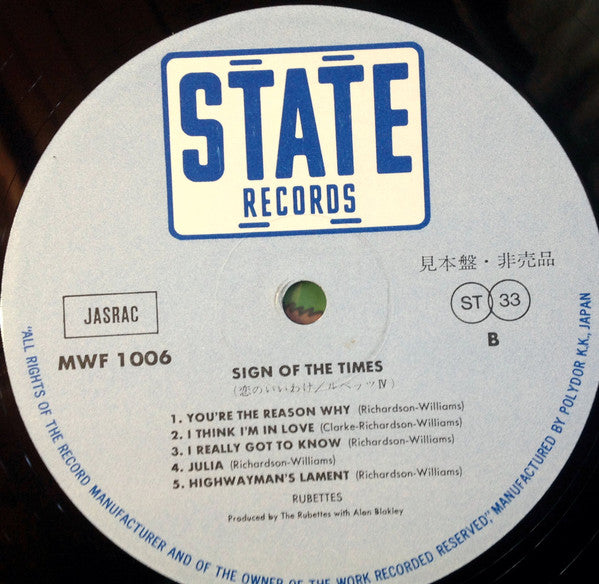 STATE
RECORDS
見本盤・非売品
JASRAC
ST 33
MWF 1006
B
SIGN OF THE TIMES
(恋のいいわけ/ルベッツⅣ)
1. YOU'RE THE REASON WHY (Richardson-Williams)
2. I THINK I'M IN LOVE (Clarke-Richardson-Williams)
3. I REALLY GOT TO KNOW (Richardson-Williams)
4. JULIA (Richardson-Williams)
5. HIGHWAYMAN'S LAMENT (Richardson-Williams)
RUBETTES
Produced by The Rubettes with Alan Blakley
"ALL RIGHTS OF THE RECORD MANUFACTURER AND OF THE OWNER OF THE WORK RECORDED RESERVED," MANUFACTURED BY POLYDOR K.K., JAPAN